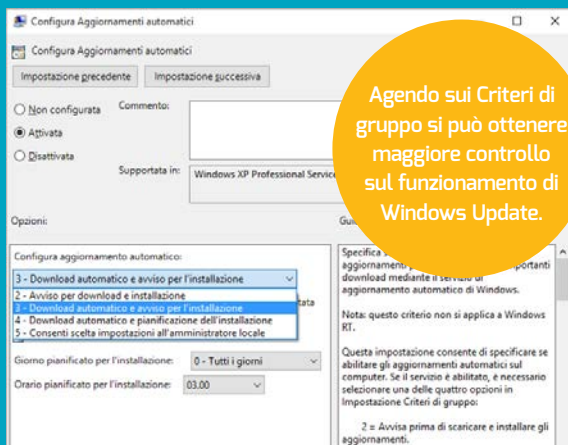 Configura Aggiornamenti automatici
Configura Aggiornamenti automatici
Impostazione precedente
Impostazione successiva
Non configurata
Commento:
Attivata
Disattivata
Supportata in:
Windows XP Professional Service
Agendo sui Criteri di
gruppo si può ottenere
maggiore controllo
sul funzionamento di
Windows Update.
Opzioni:
Configura aggiornamento automatico:
3 - Download automatico e avviso per l'installazione
2 - Avviso per download e installazione
3 - Download automatico e avviso per l'installazione
4 - Download automatico e pianificazione dell'installazione
5 - Consenti scelta impostazioni all'amministratore locale
Giorno pianificato per l'installazione:
0 - Tutti i giorni
Orario pianificato per l'installazione:
03.00
Specifica
aggiornamenti
download mediante il servizio di
aggiornamento automatico di Windows.
Nota: questo criterio non si applica a Windows
RT.
Questa impostazione consente di specificare se
abilitare gli aggiornamenti automatici sul
computer. Se il servizio è abilitato, è necessario
selezionare una delle quattro opzioni in
Impostazione Criteri di gruppo:
2 = Avvisa prima di scaricare e installare gli
aggiornamenti.